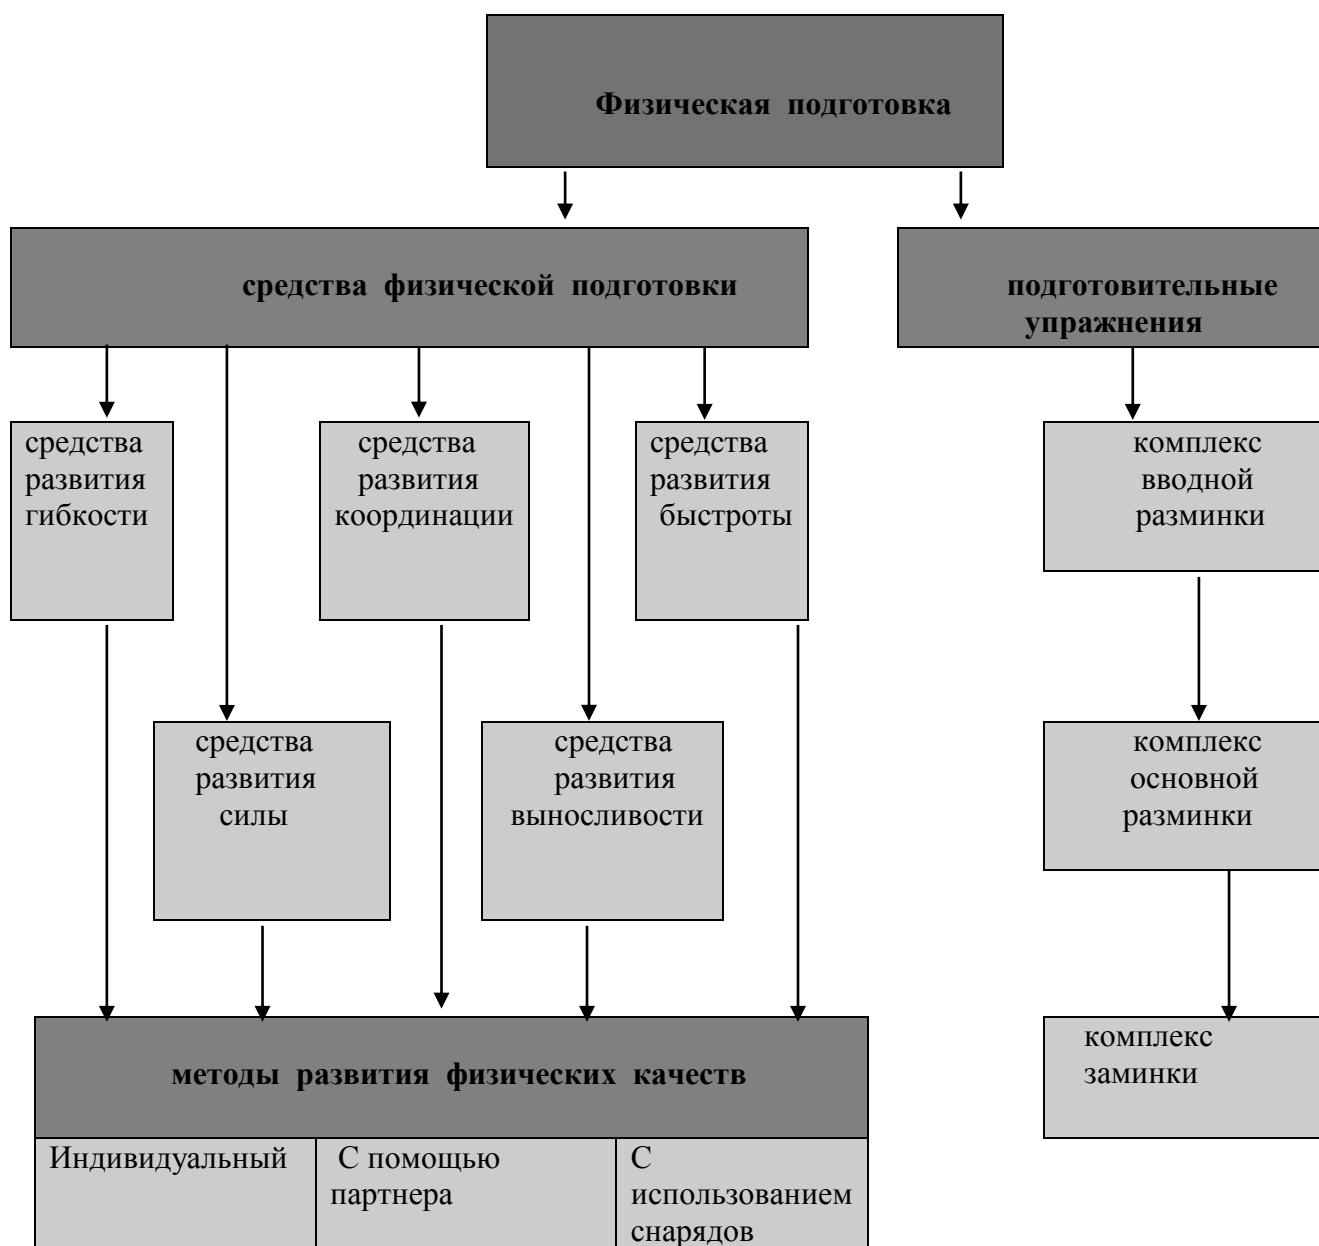 Физическая подготовка
средства физической подготовки
подготовительные
упражнения
средства
развития
гибкости
средства
развития
координации
средства
развития
быстроты
комплекс
вводной
разминки
средства
развития
силы
средства
развития
выносливости
комплекс
основной
разминки
методы развития физических качеств
Индивидуальный
С помощью
партнера
С
использованием
снарядов
комплекс
заминки